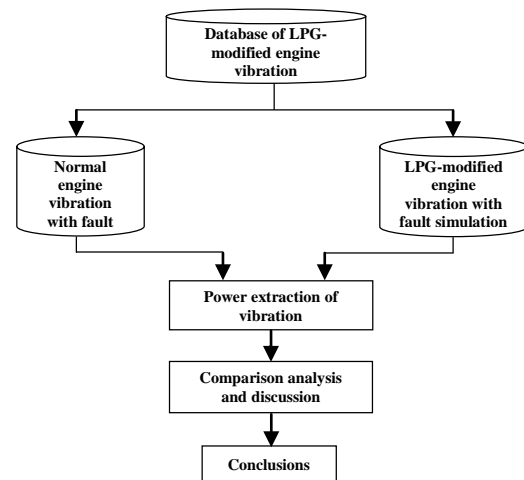 Database of LPG-
modified engine
vibration
Normal
engine
vibration
with fault
LPG-modified
engine
vibration with
fault simulation
Power extraction of
vibration
Comparison analysis
and discussion
Conclusions